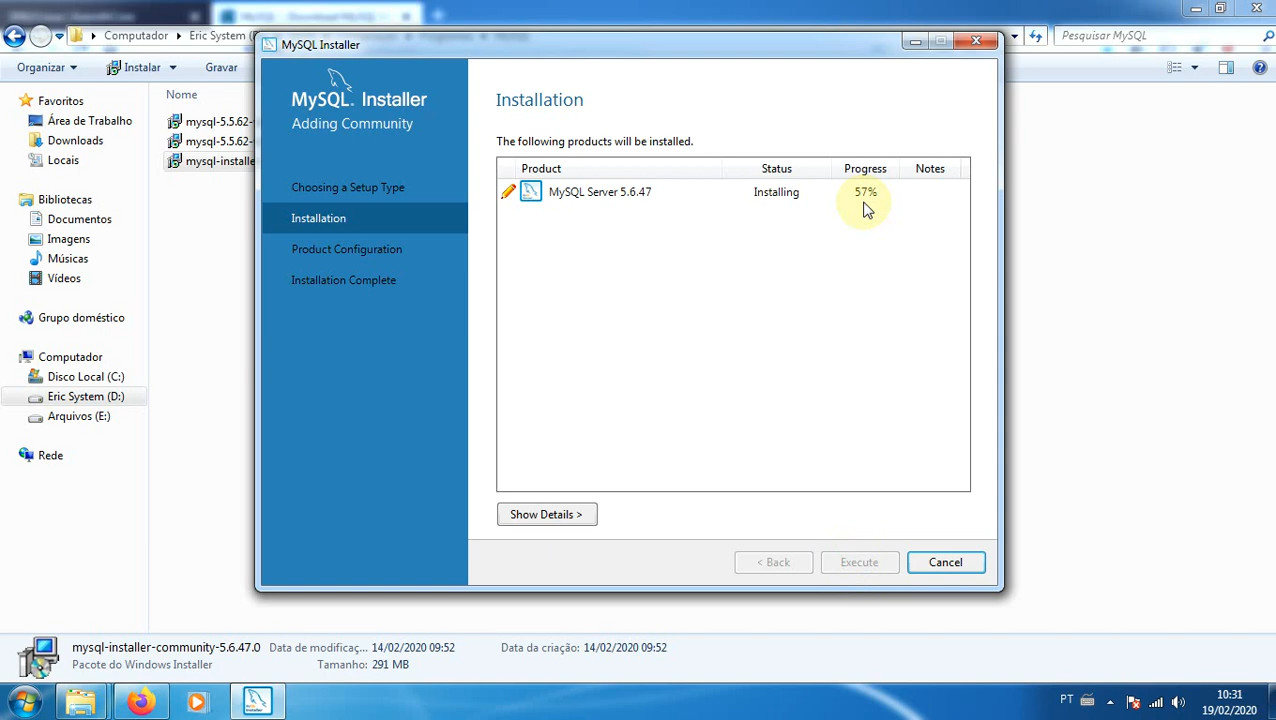 MySQL Installer
Computador
Eric System (
Pesquisar MySQL
Organizar
Instalar
Gravar
Nome
Favoritos
Área de Trabalho
Downloads
Locais
Bibliotecas
Documentos
Imagens
Músicas
Vídeos
Grupo doméstico
Computador
Disco Local (C:)
Eric System (D:)
Arquivos (E:)
Rede
mysql-5.5.62-
mysql-5.5.62-
mysql-installe
MySQL® Installer
Adding Community
Choosing a Setup Type
Installation
Product Configuration
Installation Complete
Installation
The following products will be installed.
Product Status Progress Notes
MySQL Server 5.6.47 Installing 57%
Show Details >
< Back Execute Cancel
mysql-installer-community-5.6.47.0 Data de modificaç... 14/02/2020 09:52 Data da criação: 14/02/2020 09:52
Pacote do Windows Installer Tamanho: 291 MB
PT 10:31
19/02/2020